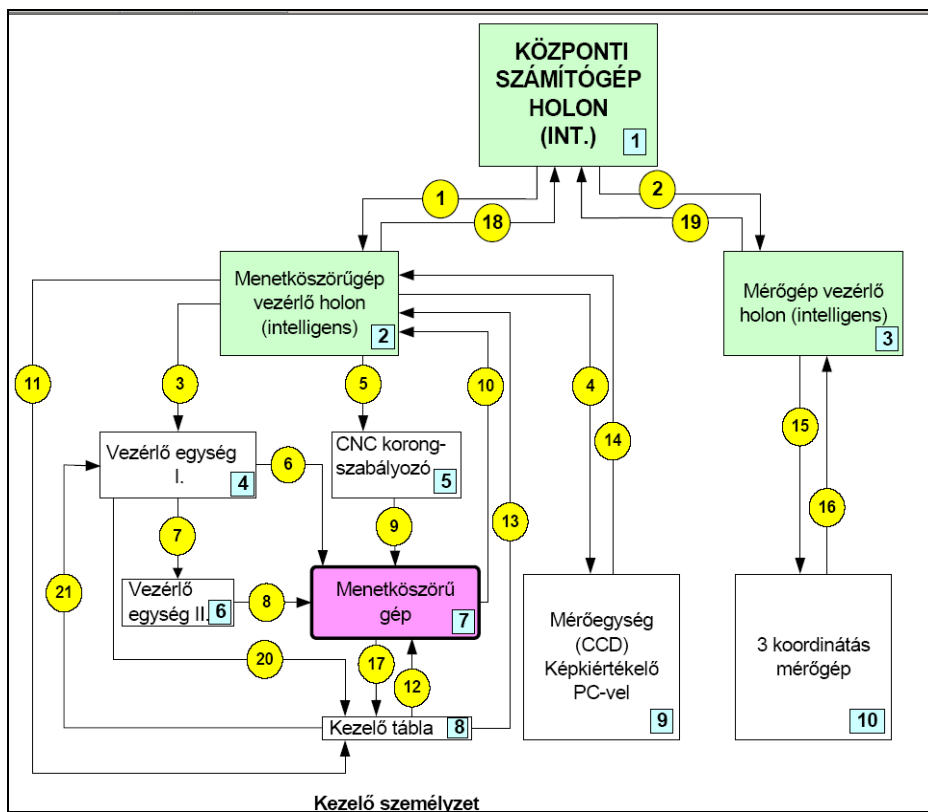 KÖZPONTI
SZÁMÍTÓGÉP
HOLON
(INT.)
1
1
2
18
19
Menetköszörűgép
vezérlő holon
(intelligens)
2
Mérőgép vezérlő
holon (intelligens)
3
11
3
5
10
4
14
15
16
Vezérlő egység
I.
4
6
CNC korong-
szabályozó
5
13
7
9
21
Vezérlő
egység II.
6
8
Menetköszörű
gép
7
20
17
12
Mérőegység
(CCD)
Képkiértékelő
PC-vel
9
3 koordinátás
mérőgép
10
Kezelő tábla
8
Kezelő személyzet